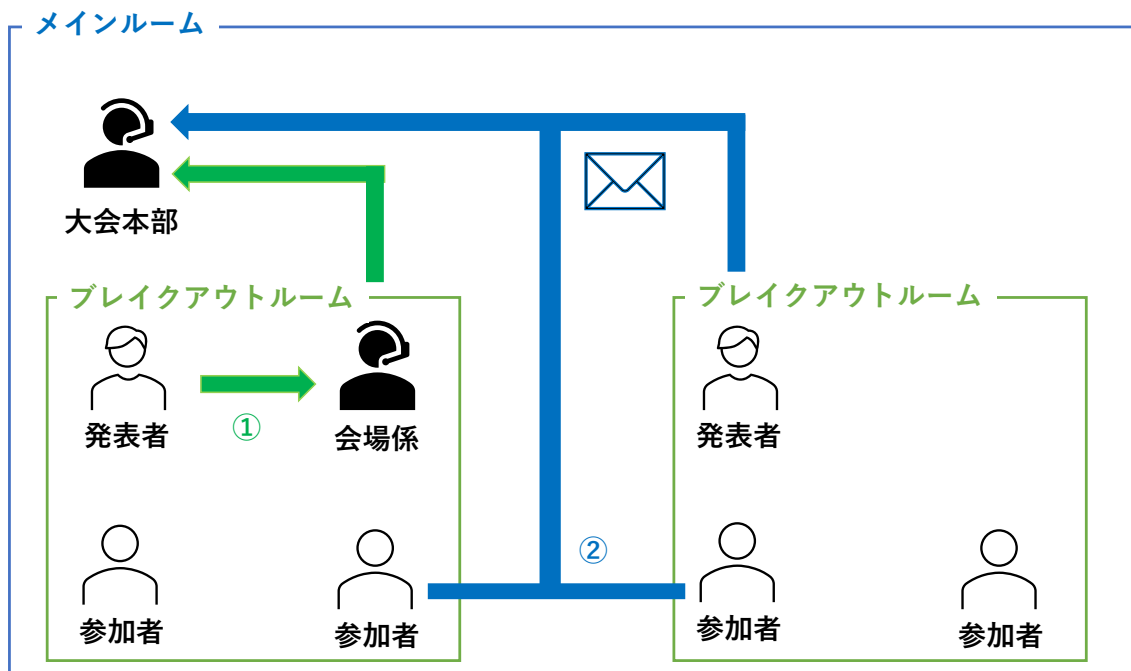 メインルーム
大会本部
ブレイクアウトルーム
発表者
①
会場係
参加者
参加者
②
ブレイクアウトルーム
発表者
参加者
参加者